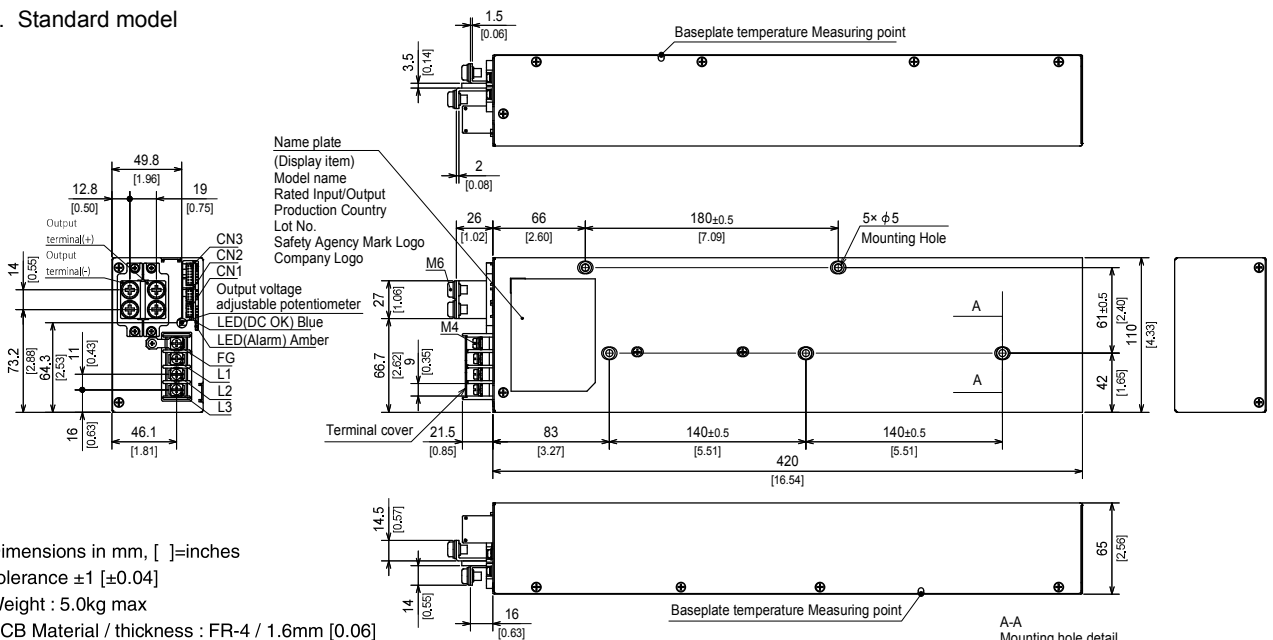 . Standard model
1.5
[0.06]
Baseplate temperature Measuring point
3.5
[0.14]
2
[0.08]
Name plate
(Display item)
Model name
Rated Input/Output
Production Country
Lot No.
Safety Agency Mark Logo
Company Logo
49.8
[1.96]
12.8
[0.50]
19
[0.75]
Output
terminal(+)
Output
terminal(-)
CN3
CN2
CN1
Output voltage
adjustable potentiometer
LED(DC OK) Blue
LED(Alarm) Amber
FG
L1
L2
L3
14
[0.55]
73.2
[2.88]
64.3
[2.53]
11
[0.43]
16
[0.63]
46.1
[1.81]
26
[1.02]
66
[2.60]
180±0.5
[7.09]
5× φ5
Mounting Hole
M6
27
[1.06]
M4
66.7
[2.62]
9
[0.35]
A
A
61±0.5
[2.40]
110
[4.33]
42
[1.65]
Terminal cover
21.5
[0.85]
83
[3.27]
140±0.5
[5.51]
140±0.5
[5.51]
420
[16.54]
14.5
[0.57]
14
[0.55]
16
[0.63]
Baseplate temperature Measuring point
65
[2.56]
A-A
Mounting hole detail
imensions in mm, [ ]=inches
olerance ±1 [±0.04]
Weight : 5.0kg max
CB Material / thickness : FR-4 / 1.6mm [0.06]